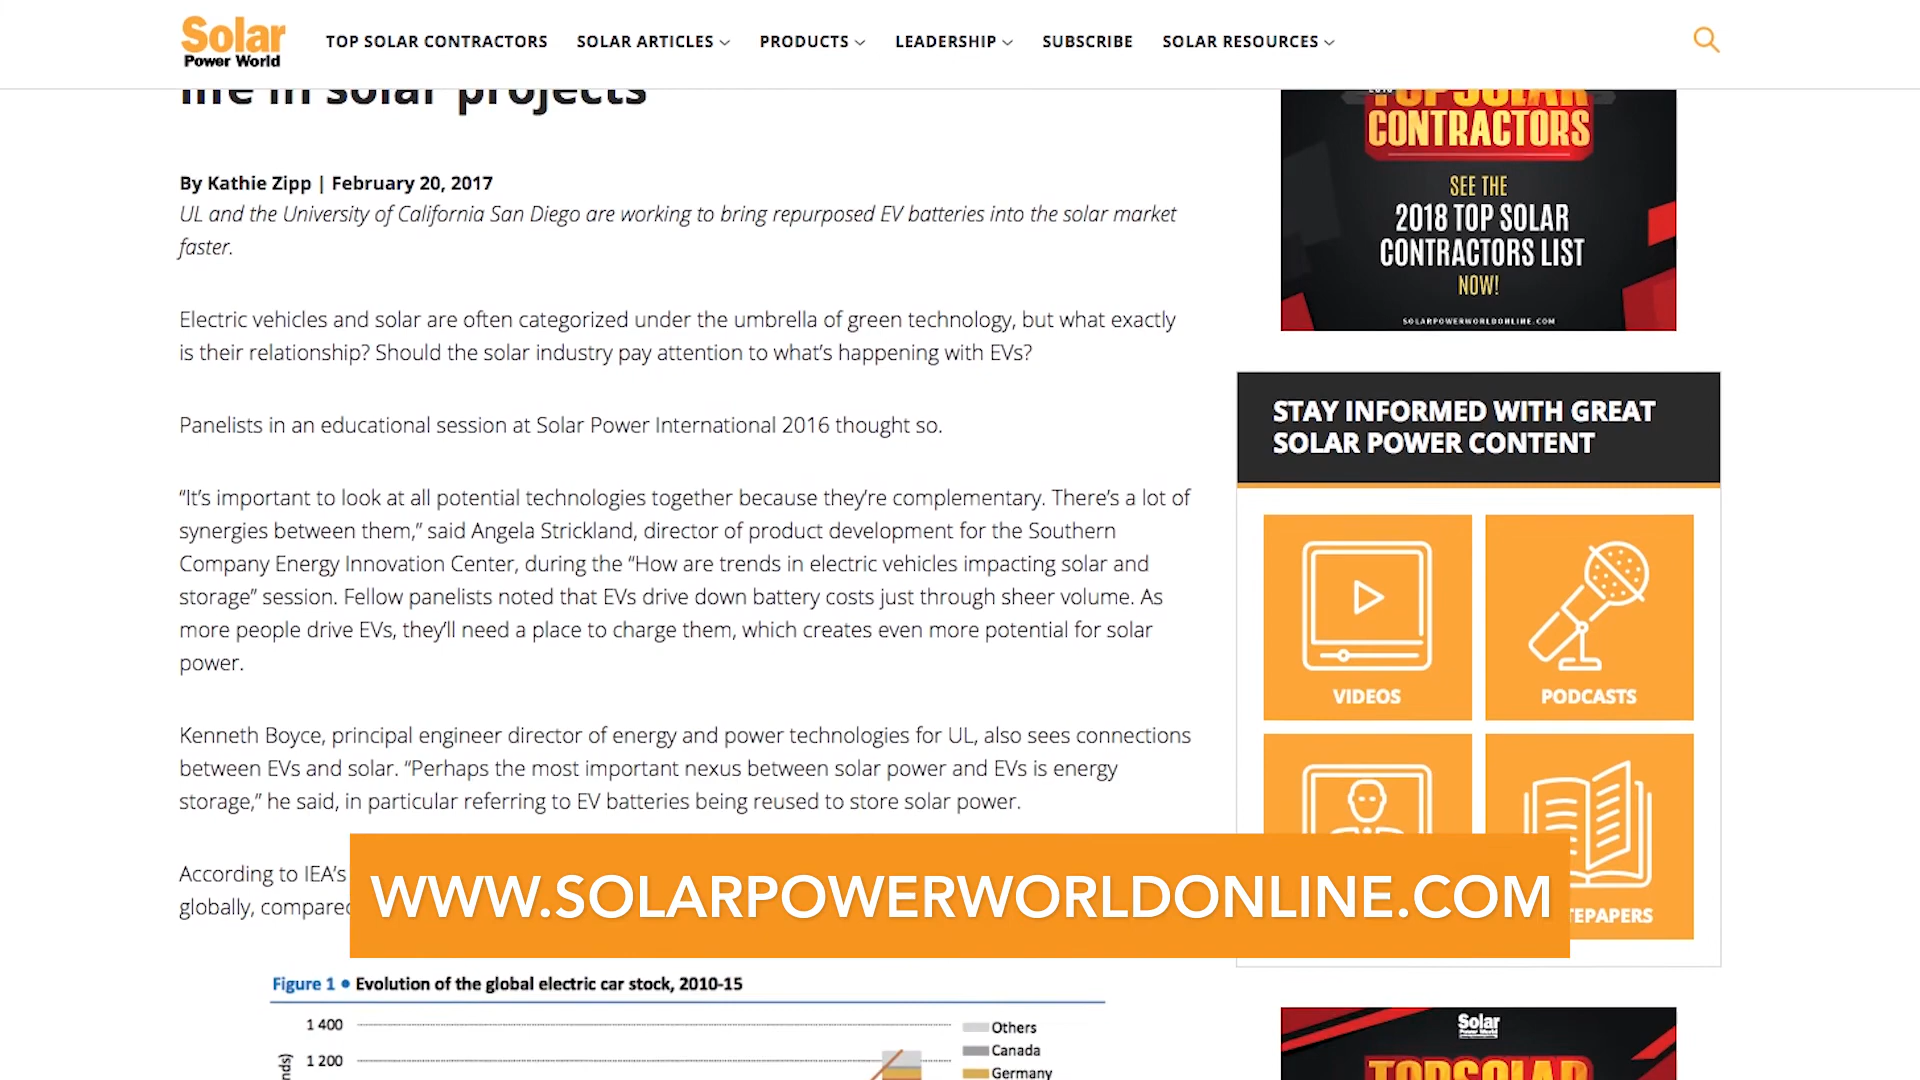 Solar
Power World
TOP SOLAR CONTRACTORS
SOLAR ARTICLES
PRODUCTS
LEADERSHIP
SUBSCRIBE
SOLAR RESOURCES
life in solar projects
By Kathie Zipp | February 20, 2017
UL and the University of California San Diego are working to bring repurposed EV batteries into the solar market
faster.
Electric vehicles and solar are often categorized under the umbrella of green technology, but what exactly
is their relationship? Should the solar industry pay attention to what’s happening with EVs?
Panelists in an educational session at Solar Power International 2016 thought so.
“It’s important to look at all potential technologies together because they’re complementary. There’s a lot of
synergies between them,” said Angela Strickland, director of product development for the Southern
Company Energy Innovation Center, during the “How are trends in electric vehicles impacting solar and
storage” session. Fellow panelists noted that EVs drive down battery costs just through sheer volume. As
more people drive EVs, they’ll need a place to charge them, which creates even more potential for solar
power.
Kenneth Boyce, principal engineer director of energy and power technologies for UL, also sees connections
between EVs and solar. “Perhaps the most important nexus between solar power and EVs is energy
storage,” he said, in particular referring to EV batteries being reused to store solar power.
According to IEA’s
globally, compared
WWW.SOLARPOWERWORLDONLINE.COM
Figure 1 • Evolution of the global electric car stock, 2010-15
1 400
1 200
Others
Canada
Germany
TOP SOLAR
CONTRACTORS
SEE THE
2018 TOP SOLAR
CONTRACTORS LIST
NOW!
SOLARPOWERWORLDONLINE.COM
STAY INFORMED WITH GREAT
SOLAR POWER CONTENT
VIDEOS
PODCASTS
TEPAPERS
Solar
Power World
TOP SOLAR